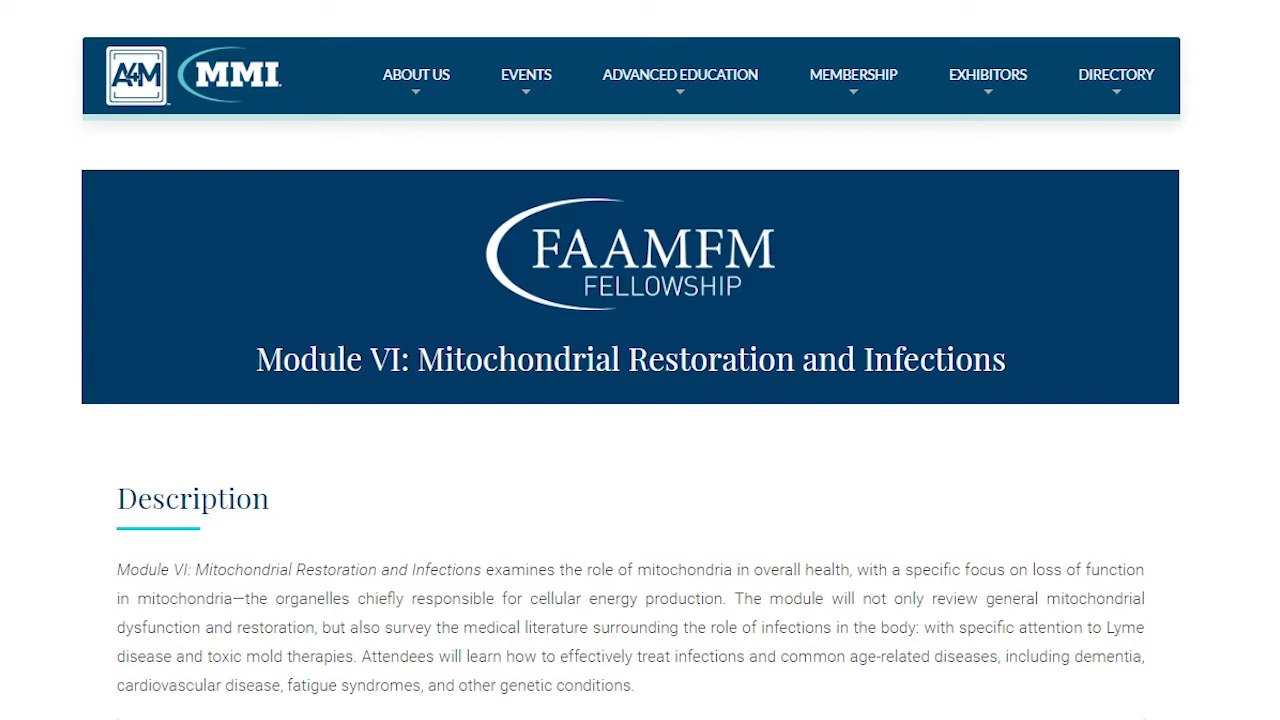 A4M MMI ABOUT US EVENTS ADVANCED EDUCATION MEMBERSHIP EXHIBITORS DIRECTORY
FAAMFM
FELLOWSHIP
Module VI: Mitochondrial Restoration and Infections
Description
Module VI: Mitochondrial Restoration and Infections examines the role of mitochondria in overall health, with a specific focus on loss of function
in mitochondria—the organelles chiefly responsible for cellular energy production. The module will not only review general mitochondrial
dysfunction and restoration, but also survey the medical literature surrounding the role of infections in the body: with specific attention to Lyme
disease and toxic mold therapies. Attendees will learn how to effectively treat infections and common age-related diseases, including dementia,
cardiovascular disease, fatigue syndromes, and other genetic conditions.